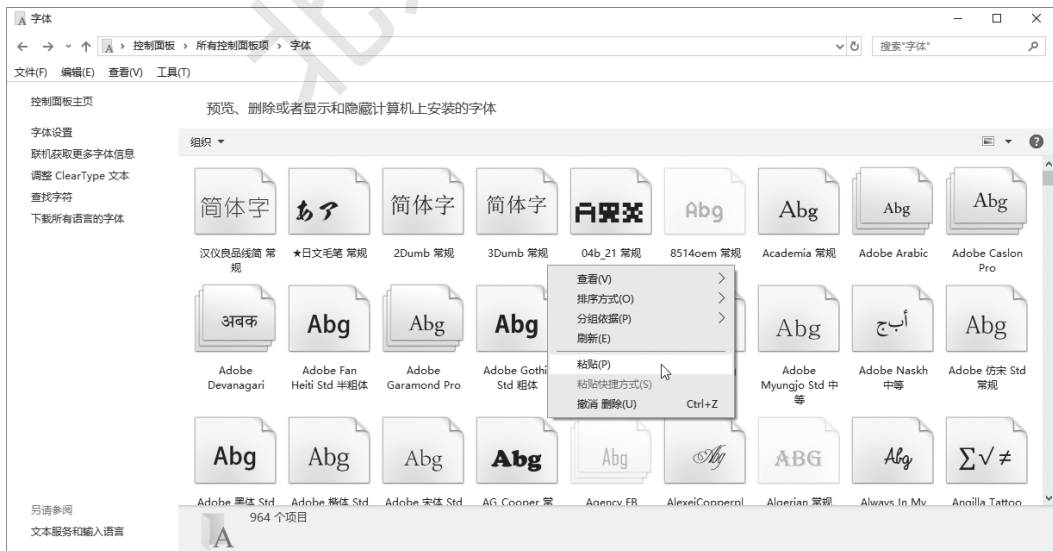 字体
控制面板 › 所有控制面板项 › 字体
搜索"字体"
文件(F) 编辑(E) 查看(V) 工具(T)
控制面板主页
字体设置
联机获取更多字体信息
调整 ClearType 文本
查找字符
下载所有语言的字体
预览、删除或者显示和隐藏计算机上安装的字体
组织
简体字 あア 简体字 简体字 Abg Abg Abg Abg
汉仪良品线简 常规 ★日文毛笔 常规 2Dumb 常规 3Dumb 常规 04b_21 常规 8514oem 常规 Academia 常规 Adobe Arabic Adobe Caslon Pro
अबक Abg Abg Abg Abg أبج Abg
Adobe Devanagari Adobe Fan Heiti Std 半粗体 Adobe Garamond Pro Adobe Gothi Std 粗体 Adobe Myungjo Std 中等 Adobe Naskh 中等 Adobe 仿宋 Std 常规
查看(V)
排序方式(O)
分组依据(P)
刷新(E)
粘贴(P)
粘贴快捷方式(S)
撤消 删除(U) Ctrl+Z
Abg Abg Abg Abg Abg Abg ABG Abg Σ√≠
Adobe 黑体 Std Adobe 楷体 Std Adobe 宋体 Std AG Cooper 常 Agency FB AlexeiCopperpl Algerian 常规 Always In My Angilla Tattoo
另请参阅
文本服务和输入语言
964 个项目